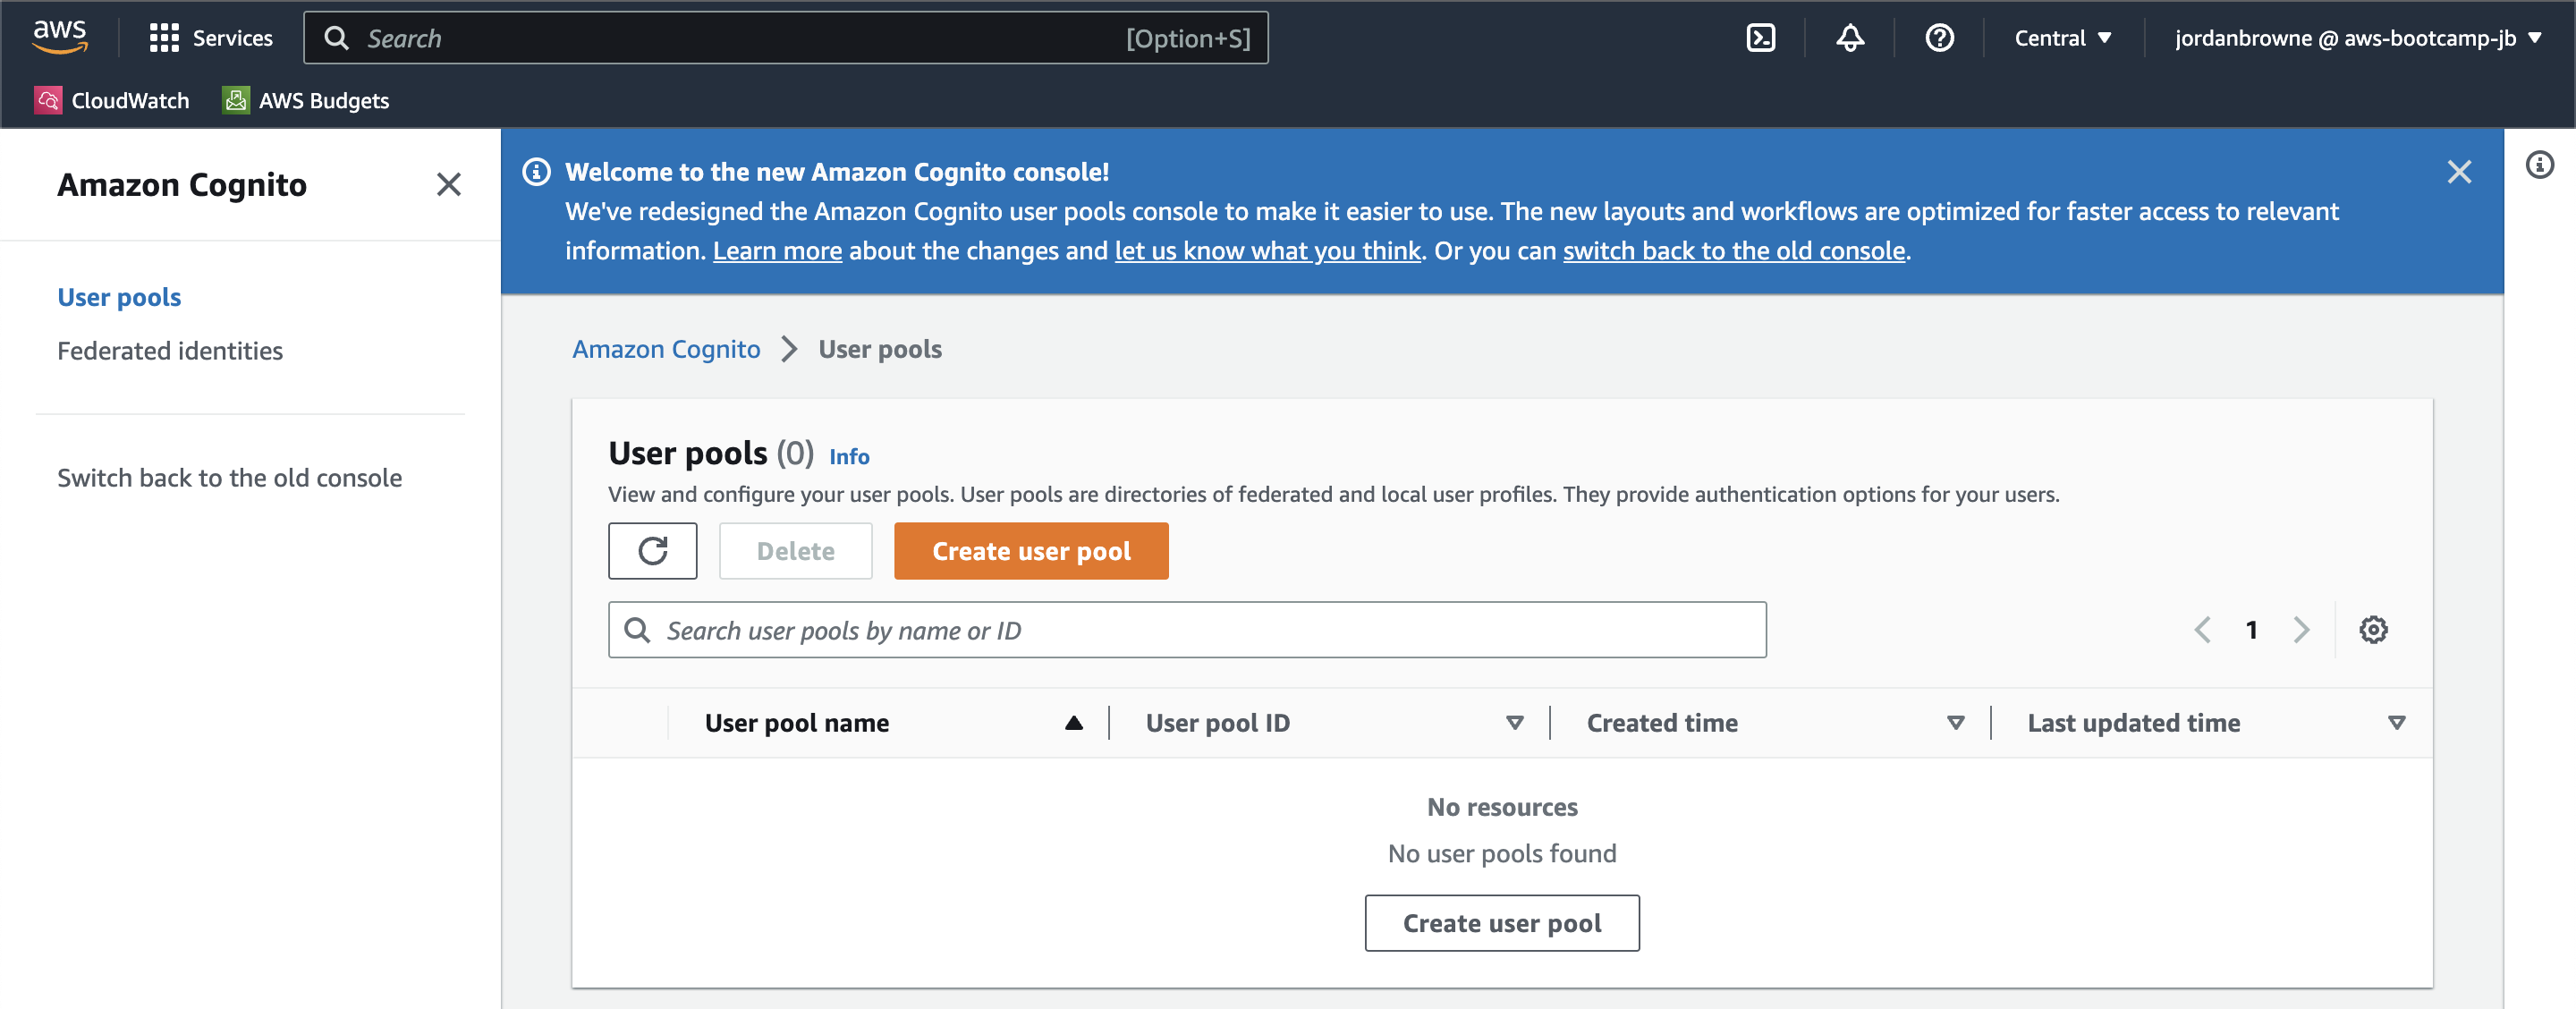 aws
Services
Search
[Option+S]
Central
jordanbrowne @ aws-bootcamp-jb
CloudWatch
AWS Budgets
Amazon Cognito
User pools
Federated identities
Switch back to the old console
Welcome to the new Amazon Cognito console!
We've redesigned the Amazon Cognito user pools console to make it easier to use. The new layouts and workflows are optimized for faster access to relevant
information. Learn more about the changes and let us know what you think. Or you can switch back to the old console.
Amazon Cognito
User pools
User pools (0) Info
View and configure your user pools. User pools are directories of federated and local user profiles. They provide authentication options for your users.
Delete
Create user pool
Search user pools by name or ID
1
User pool name
User pool ID
Created time
Last updated time
No resources
No user pools found
Create user pool